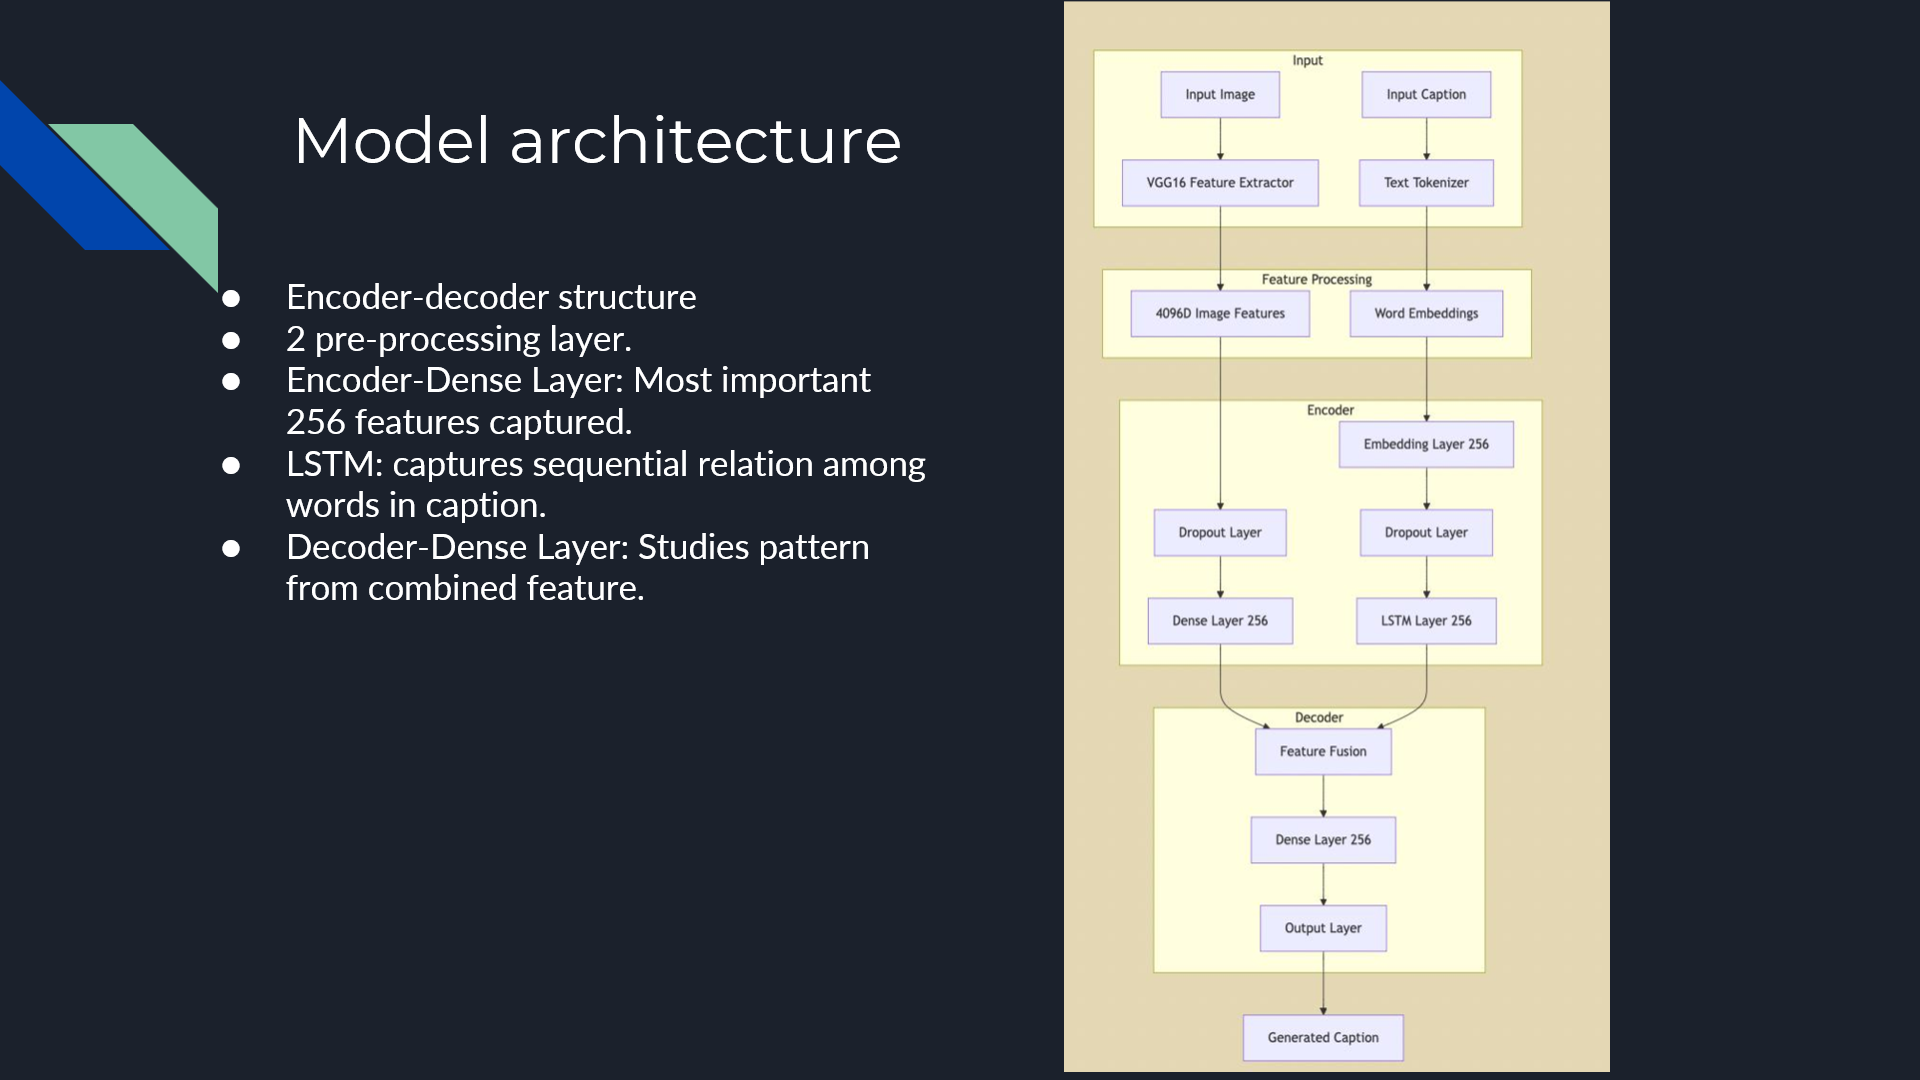 Model architecture
● Encoder-decoder structure
● 2 pre-processing layer.
● Encoder-Dense Layer: Most important
256 features captured.
● LSTM: captures sequential relation among
words in caption.
● Decoder-Dense Layer: Studies pattern
from combined feature.
Input
Input Image
Input Caption
VGG16 Feature Extractor
Text Tokenizer
Feature Processing
4096D Image Features
Word Embeddings
Encoder
Embedding Layer 256
Dropout Layer
Dropout Layer
Dense Layer 256
LSTM Layer 256
Decoder
Feature Fusion
Dense Layer 256
Output Layer
Generated Caption